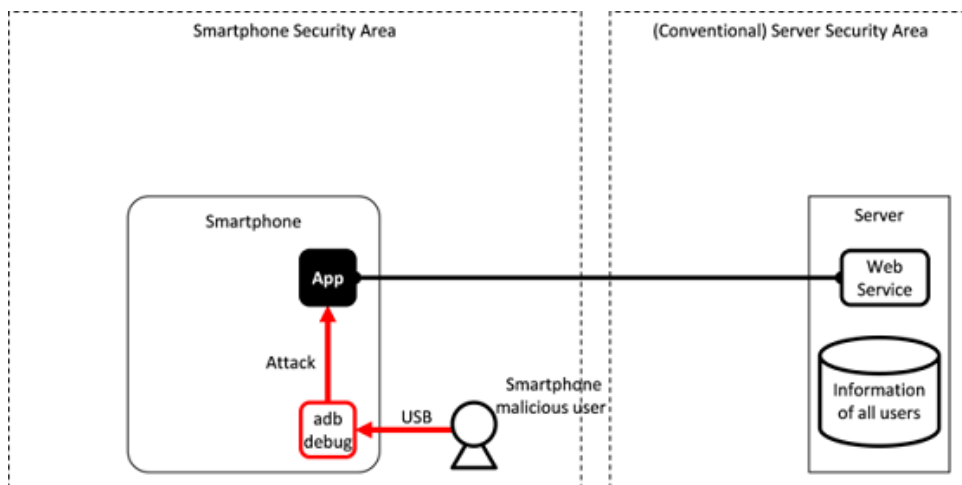 Smartphone Security Area
(Conventional) Server Security Area
Smartphone
Server
App
Web
Service
Attack
Smartphone
malicious user
USB
adb
debug
Information
of all users